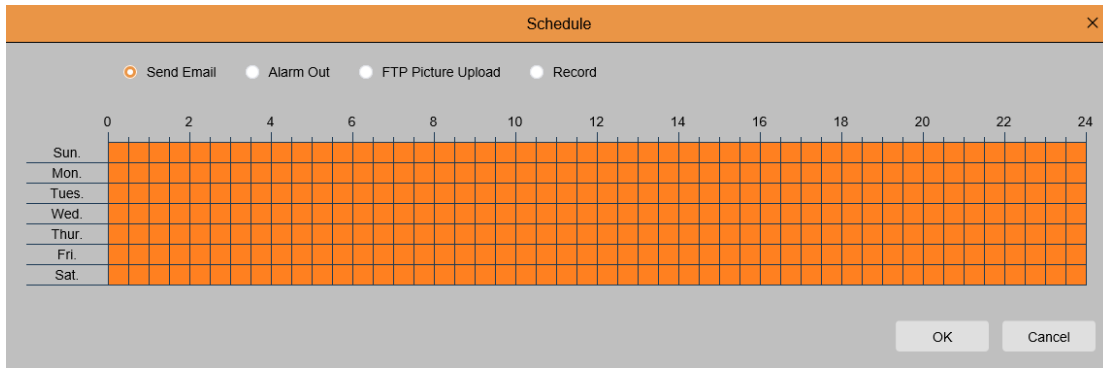 Schedule
Send Email Alarm Out FTP Picture Upload Record
0 2 4 6 8 10 12 14 16 18 20 22 24
Sun.
Mon.
Tues.
Wed.
Thur.
Fri.
Sat.
OK Cancel